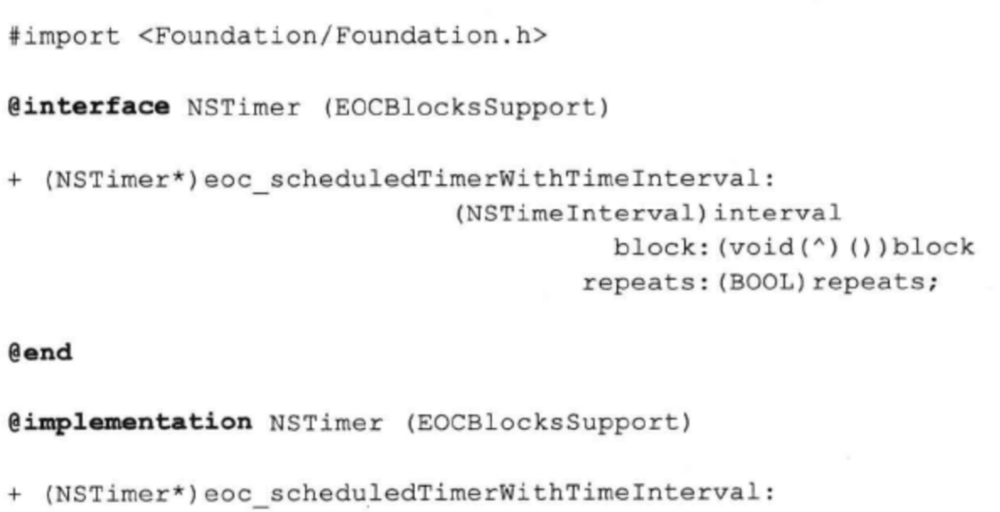 #import <Foundation/Foundation.h>
@interface NSTimer (EOCBlocksSupport)
+ (NSTimer*)eoc_scheduledTimerWithTimeInterval:
(NSTimeInterval)interval
block:(void(^)())block
repeats:(BOOL)repeats;
@end
@implementation NSTimer (EOCBlocksSupport)
+ (NSTimer*)eoc_scheduledTimerWithTimeInterval: